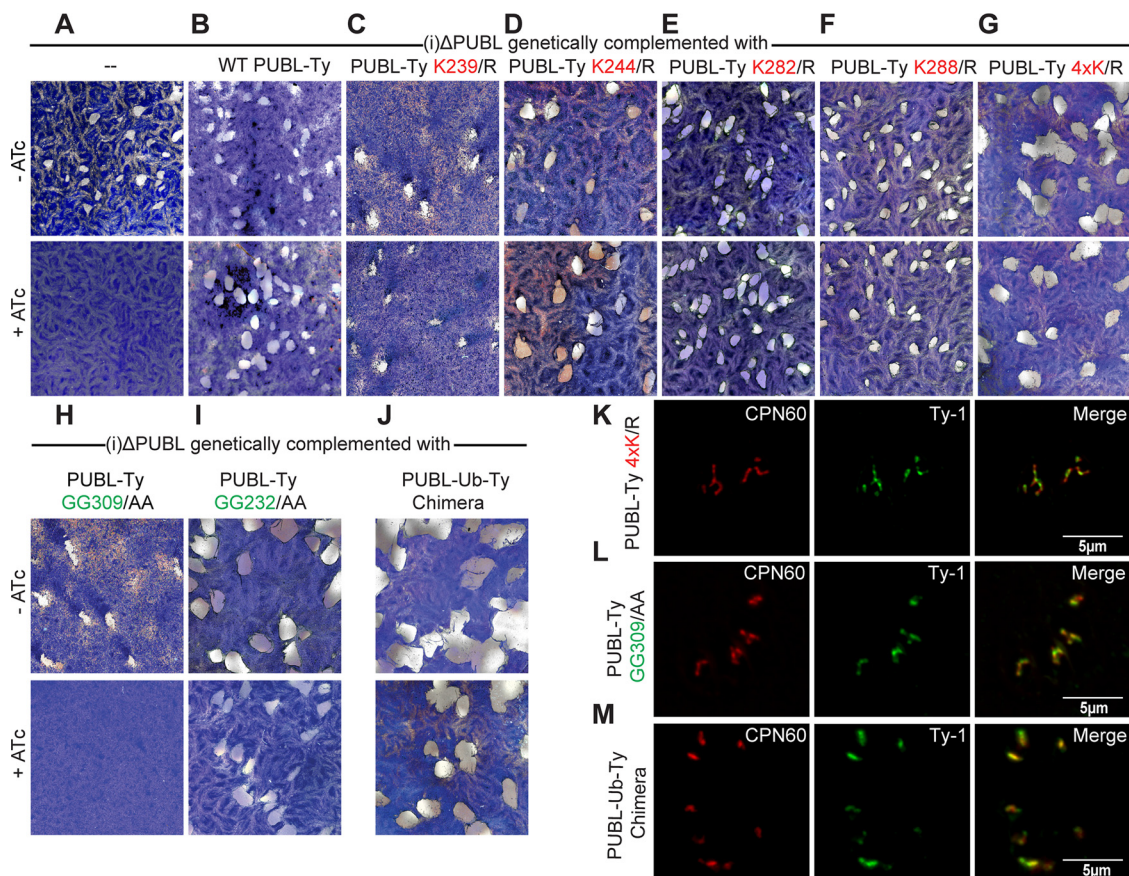 A B C D E F G
(i)ΔPUBL genetically complemented with
-- WT PUBL-Ty PUBL-Ty K239/R PUBL-Ty K244/R PUBL-Ty K282/R PUBL-Ty K288/R PUBL-Ty 4xK/R
- ATc
+ ATc
H I J
(i)ΔPUBL genetically complemented with
PUBL-Ty
GG309/AA
PUBL-Ty
GG232/AA
PUBL-Ub-Ty
Chimera
- ATc
+ ATc
K
PUBL-Ty 4xK/R
CPN60 Ty-1 Merge
5µm
L
PUBL-Ty
GG309/AA
CPN60 Ty-1 Merge
5µm
M
PUBL-Ub-Ty
Chimera
CPN60 Ty-1 Merge
5µm